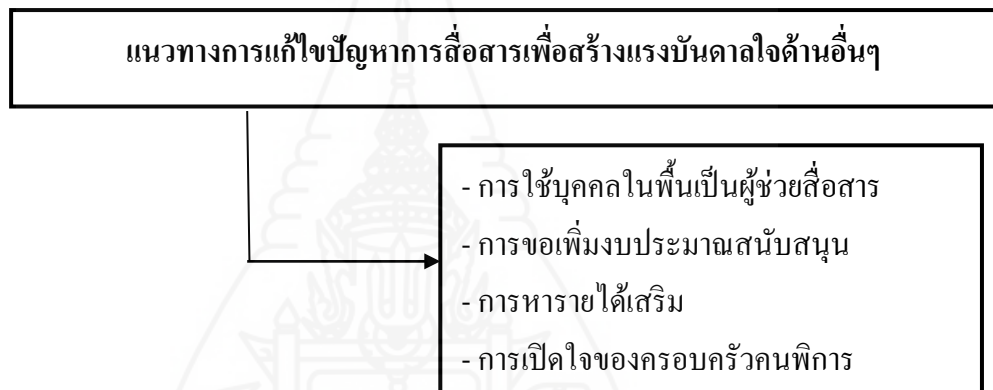 แนวทางการแก้ไขปัญหาการสื่อสารเพื่อสร้างแรงบันดาลใจด้านอื่นๆ
- การใช้บุคคลในพื้นเป็นผู้ช่วยสื่อสาร
- การขอเพิ่มงบประมาณสนับสนุน
- การหารายได้เสริม
- การเปิดใจของครอบครัวคนพิการ